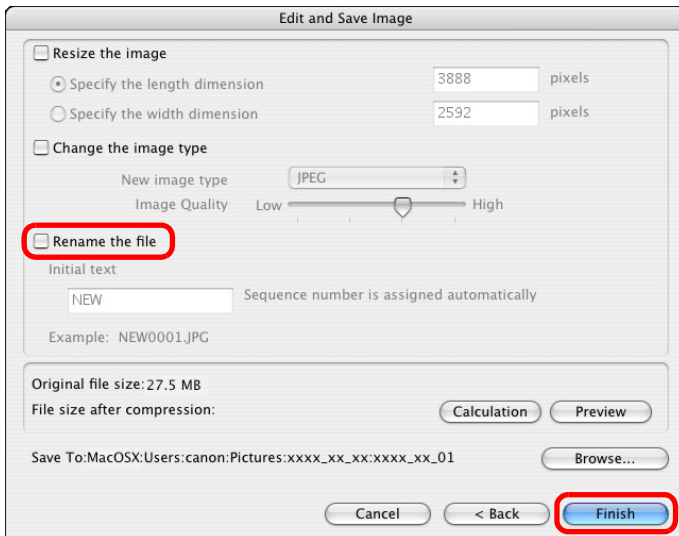 Edit and Save Image
Resize the image
Specify the length dimension 3888 pixels
Specify the width dimension 2592 pixels
Change the image type
New image type JPEG
Image Quality Low High
Rename the file
Initial text
NEW Sequence number is assigned automatically
Example: NEW0001.JPG
Original file size: 27.5 MB
File size after compression: Calculation Preview
Save To:MacOSX:Users:canon:Pictures:xxxx_xx_xx:xxxx_xx_01 Browse...
Cancel < Back Finish